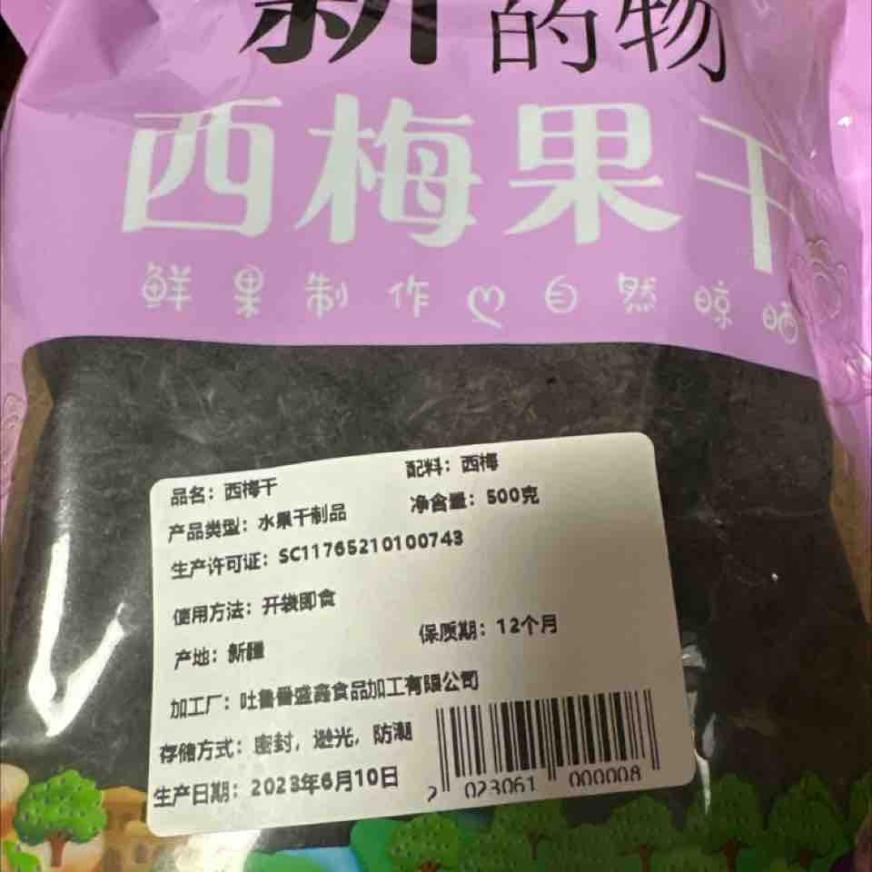 新的物
西梅果干
鲜果制作 自然晾晒
品名：西梅干 配料：西梅
产品类型：水果干制品 净含量：500克
生产许可证：SC11765210100743
使用方法：开袋即食
产地：新疆 保质期：12个月
加工厂：吐鲁番盛鑫食品加工有限公司
存储方式：密封，避光，防潮
生产日期：2023年6月10日
2 023061 000008